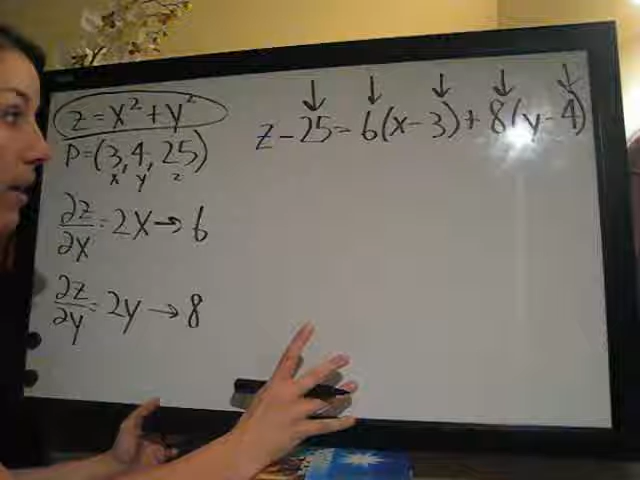 z = x² + y²
P = (3, 4, 25)
x y z
∂z/∂x = 2x → 6
∂z/∂y = 2y → 8
↓ ↓ ↓ ↓ ↓
z - 25 = 6(x - 3) + 8(y - 4)